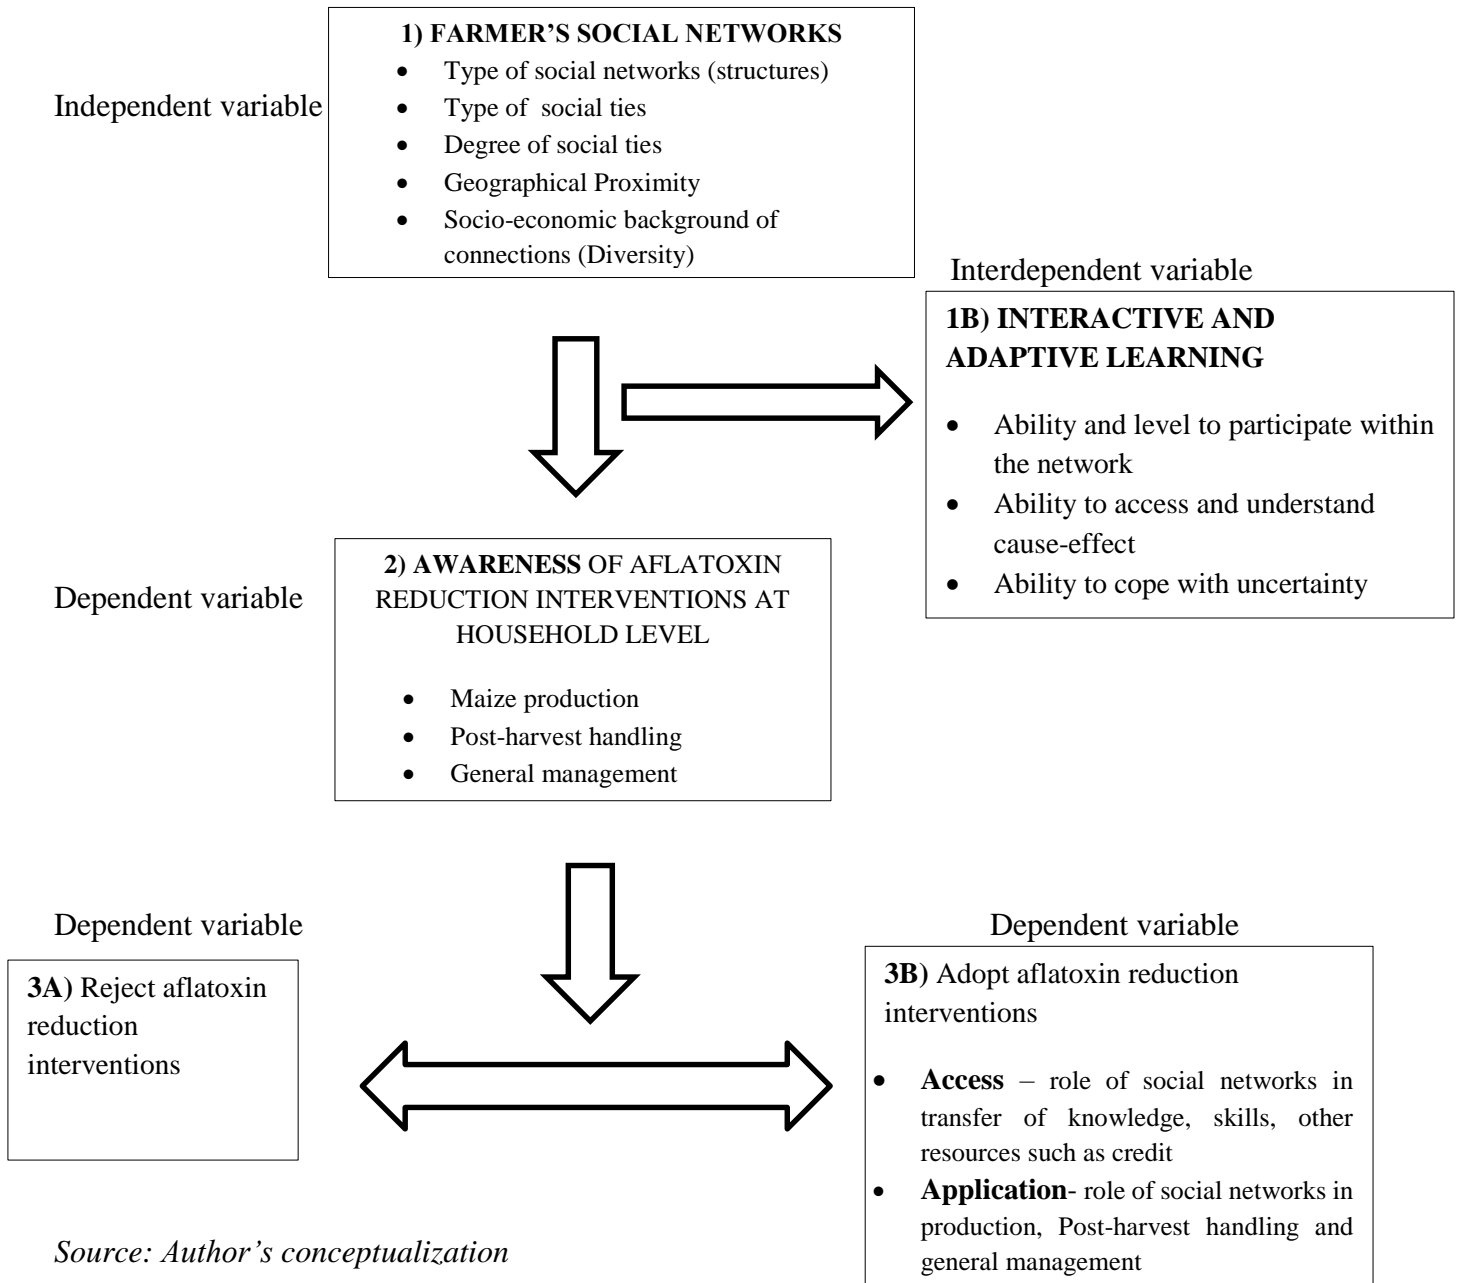 1) FARMER’S SOCIAL NETWORKS
• Type of social networks (structures)
Independent variable
• Type of  social ties
• Degree of social ties
• Geographical Proximity
• Socio-economic background of
connections (Diversity)
Interdependent variable
1B) INTERACTIVE AND
ADAPTIVE LEARNING
• Ability and level to participate within
the network
• Ability to access and understand
cause-effect
• Ability to cope with uncertainty
Dependent variable
2) AWARENESS OF AFLATOXIN
REDUCTION INTERVENTIONS AT
HOUSEHOLD LEVEL
• Maize production
• Post-harvest handling
• General management
Dependent variable
3A) Reject aflatoxin
reduction
interventions
Dependent variable
3B) Adopt aflatoxin reduction
interventions
• Access – role of social networks in
transfer of knowledge, skills, other
resources such as credit
• Application- role of social networks in
production, Post-harvest handling and
general management
Source: Author’s conceptualization